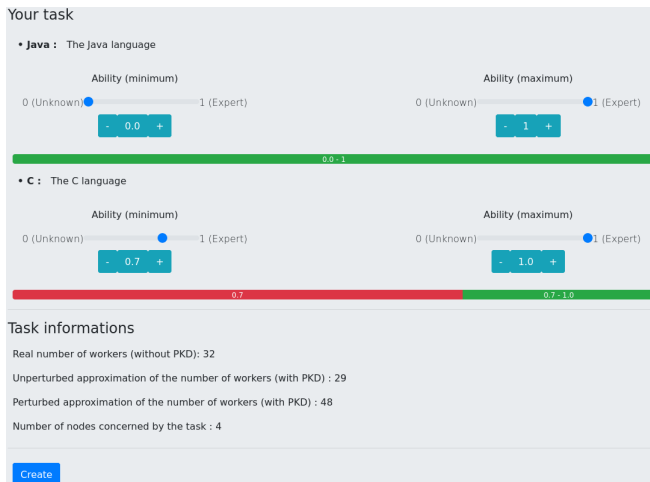 Your task
• Java : The Java language
Ability (minimum) Ability (maximum)
0 (Unknown) 1 (Expert) 0 (Unknown) 1 (Expert)
- 0.0 + - 1 +
0.0 - 1
• C : The C language
Ability (minimum) Ability (maximum)
0 (Unknown) 1 (Expert) 0 (Unknown) 1 (Expert)
- 0.7 + - 1.0 +
0.7 0.7 - 1.0
Task informations
Real number of workers (without PKD): 32
Unperturbed approximation of the number of workers (with PKD) : 29
Perturbed approximation of the number of workers (with PKD) : 48
Number of nodes concerned by the task : 4
Create